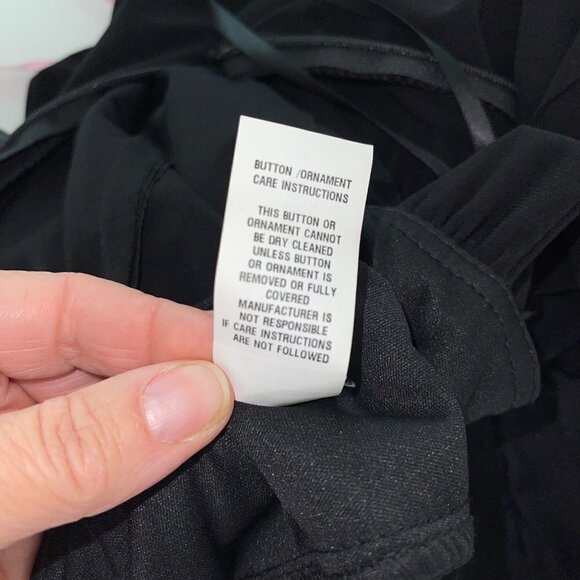 BUTTON /ORNAMENT
CARE INSTRUCTIONS
THIS BUTTON OR
ORNAMENT CANNOT
BE DRY CLEANED
UNLESS BUTTON
OR ORNAMENT IS
REMOVED OR FULLY
COVERED
MANUFACTURER IS
NOT RESPONSIBLE
IF CARE INSTRUCTIONS
ARE NOT FOLLOWED